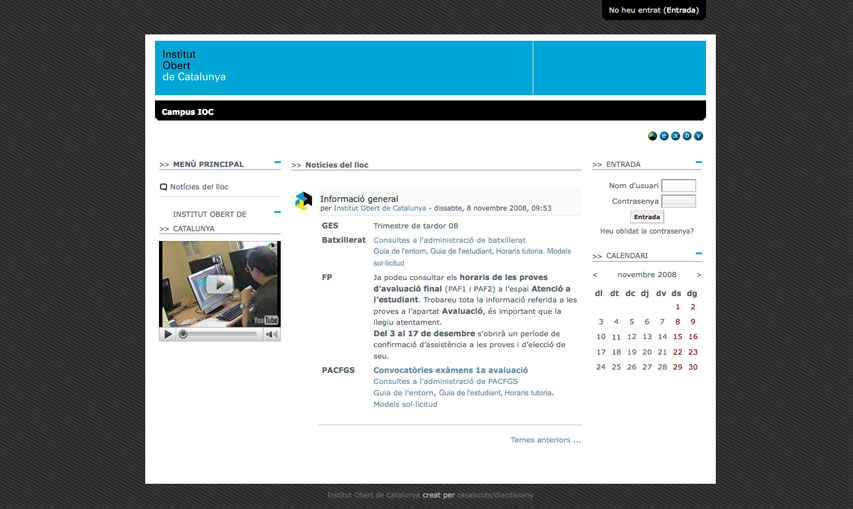 No heu entrat (Entrada)
Institut
Obert
de Catalunya
Campus IOC
>> MENÚ PRINCIPAL
Notícies del lloc
INSTITUT OBERT DE
>> CATALUNYA
You Tube
>> Notícies del lloc
Informació general
per Institut Obert de Catalunya - dissabte, 8 novembre 2008, 09:53
GES Trimestre de tardor 08
Batxillerat Consultes a l'administració de batxillerat
Guia de l'entorn, Guia de l'estudiant, Horaris tutoria. Models
sol·licitud
FP Ja podeu consultar els horaris de les proves
d'avaluació final (PAF1 i PAF2) a l'espai Atenció a
l'estudiant. Trobareu tota la informació referida a les
proves a l'apartat Avaluació, és important que la
llegiu atentament.
Del 3 al 17 de desembre s'obrirà un període de
confirmació d'assistència a les proves i d'elecció de
seu.
PACFGS Convocatòries exàmens 1a avaluació
Consultes a l'administració de PACFGS
Guia de l'entorn, Guia de l'estudiant, Horaris tutoria.
Models sol·licitud
Temes anteriors ...
e x b v
>> ENTRADA
Nom d'usuari
Contrasenya
Entrada
Heu oblidat la contrasenya?
>> CALENDARI
< novembre 2008 >
dl dt dc dj dv ds dg
1 2
3 4 5 6 7 8 9
10 11 12 13 14 15 16
17 18 19 20 21 22 23
24 25 26 27 28 29 30
Institut Obert de Catalunya creat per casalscots/diacdisseny